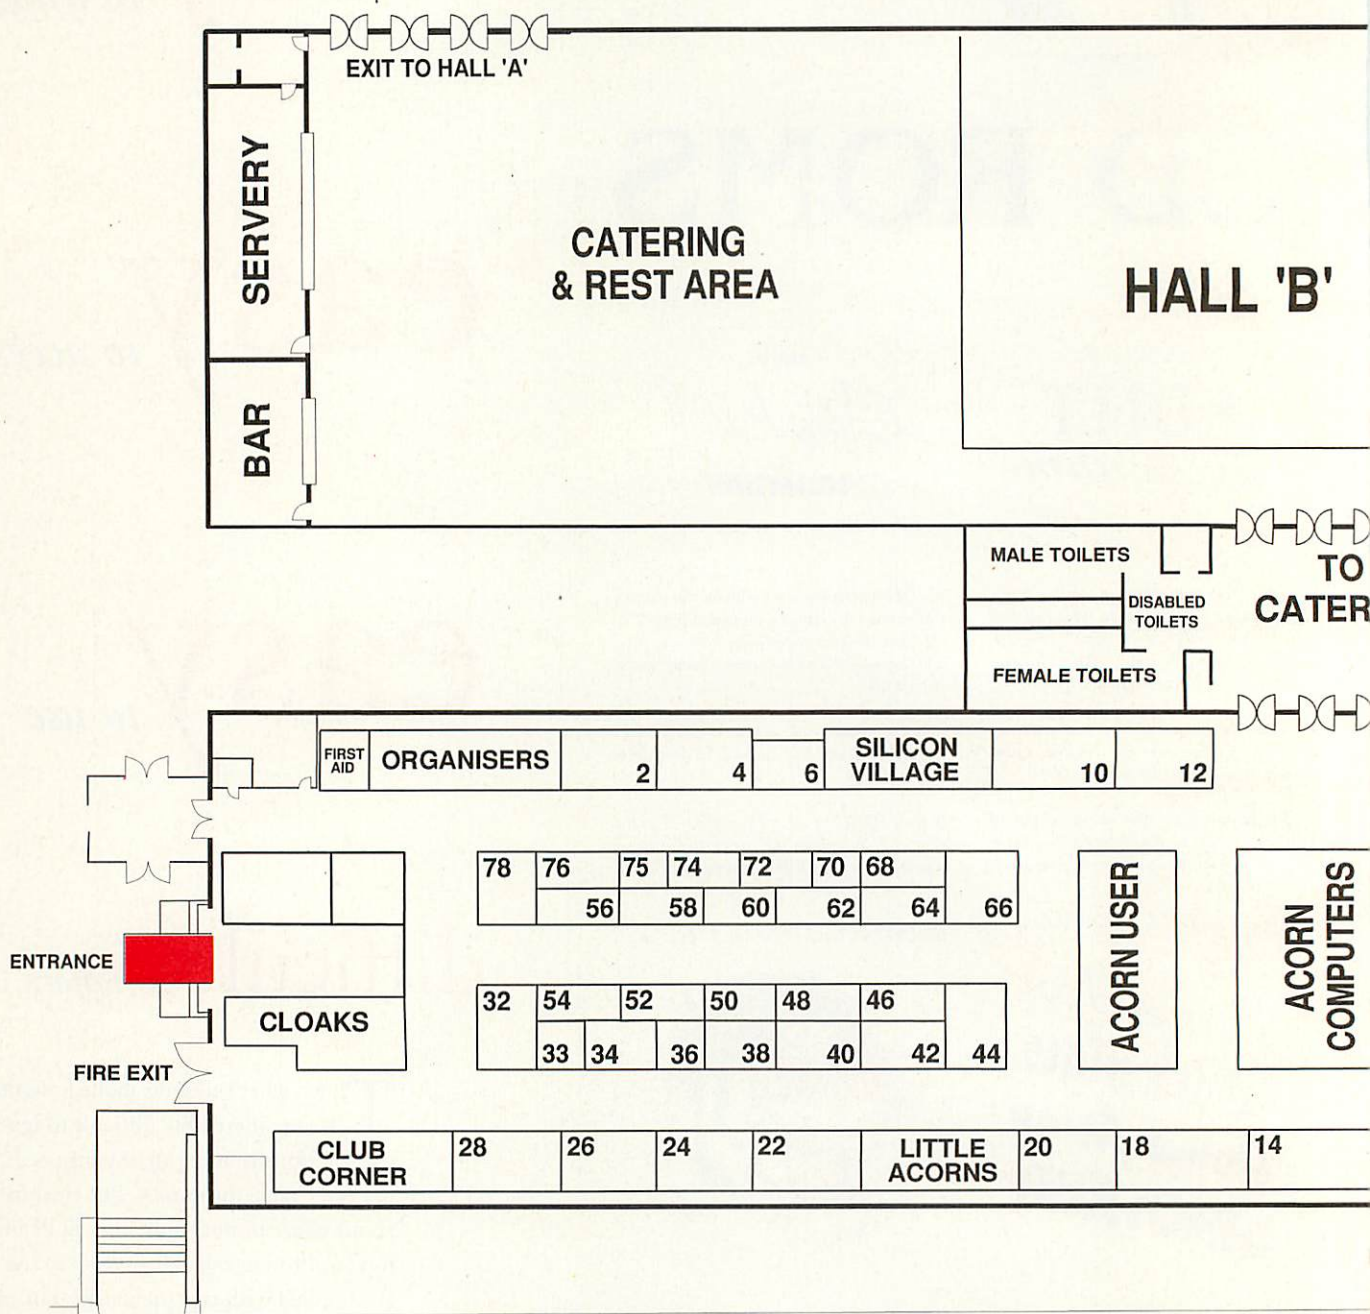 EXIT TO HALL 'A'
SERVERY
CATERING
& REST AREA
HALL 'B'
BAR
MALE TOILETS
TO
CATER
DISABLED
TOILETS
FEMALE TOILETS
FIRST
AID
ORGANISERS
2
4
6
SILICON
VILLAGE
10
12
78 76 75 74 72 70 68
56 58 60 62 64 66
ACORN USER
ACORN
COMPUTERS
ENTRANCE
CLOAKS
32 54 52 50 48 46
33 34 36 38 40 42 44
FIRE EXIT
CLUB
CORNER
28
26
24
22
LITTLE
ACORNS
20
18
14